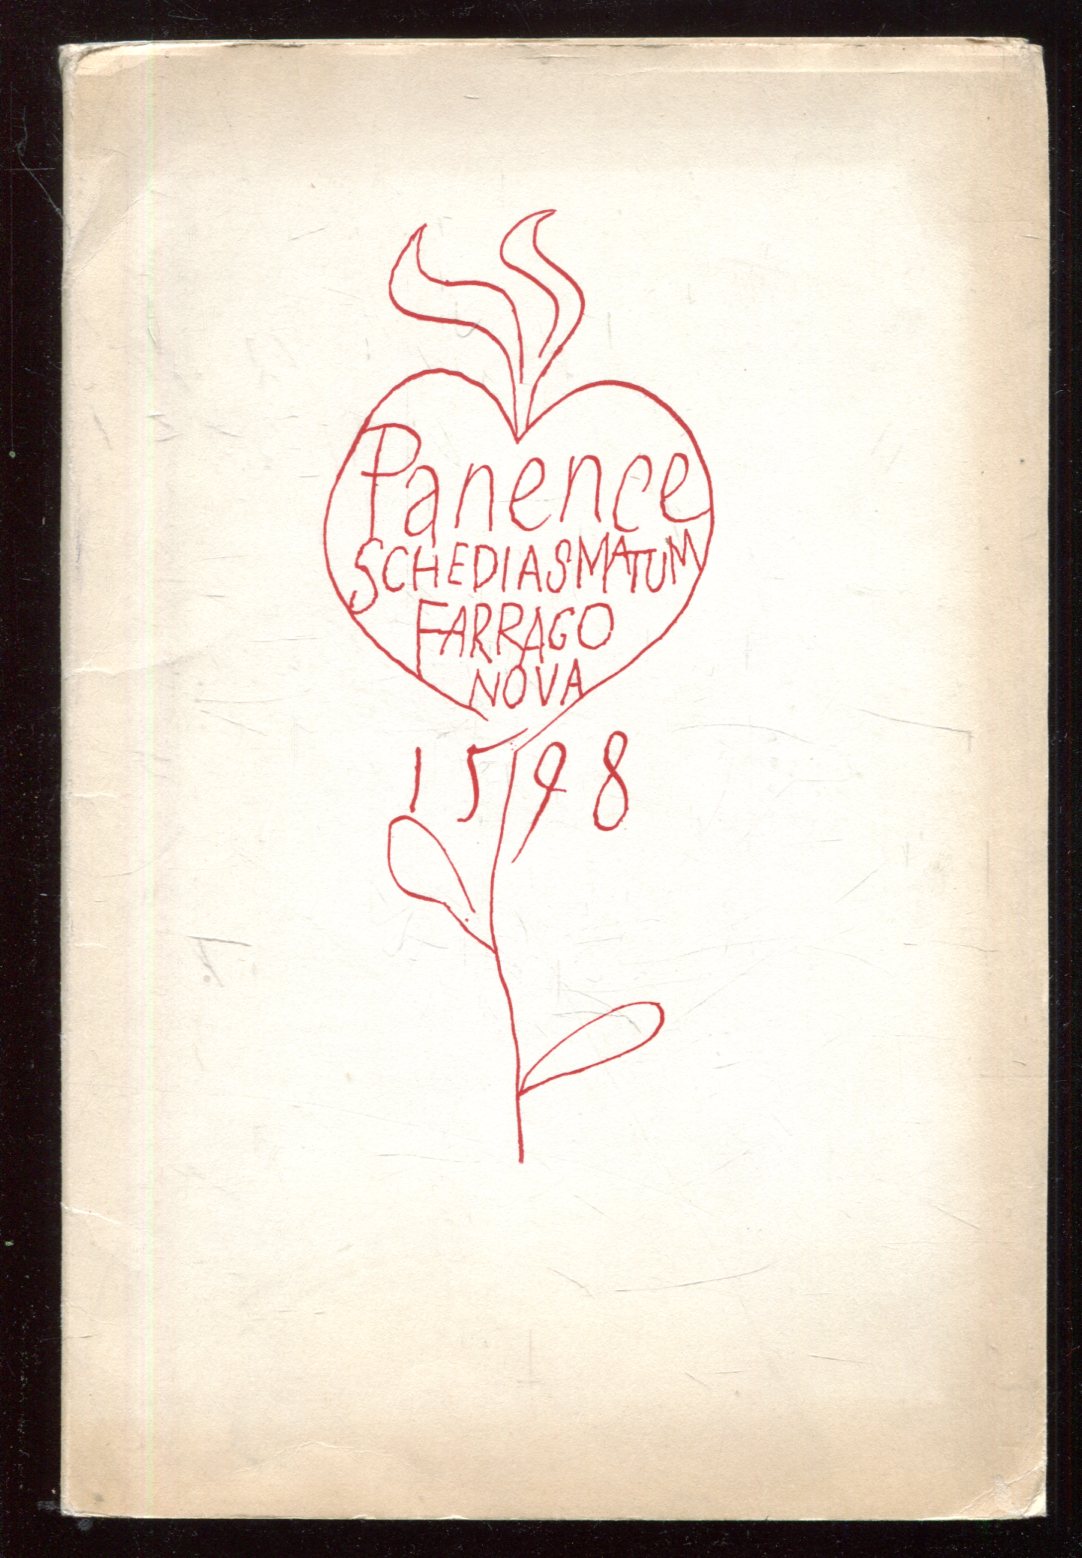 Panence
SCHEDIASMATUM
FARRAGO
NOVA
1598